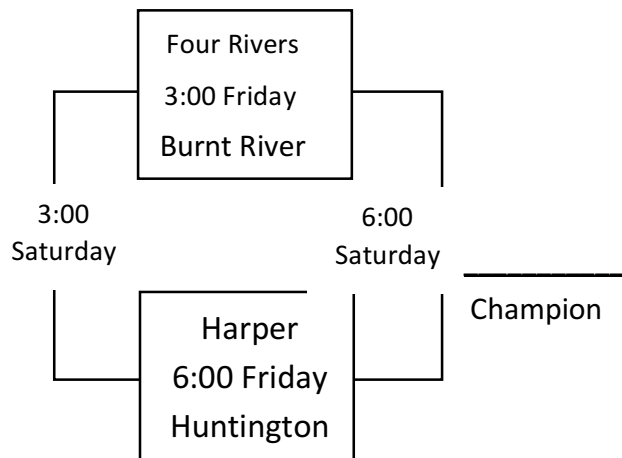 Four Rivers
3:00 Friday
Burnt River
3:00
Saturday
6:00
Saturday
Champion
Harper
6:00 Friday
Huntington